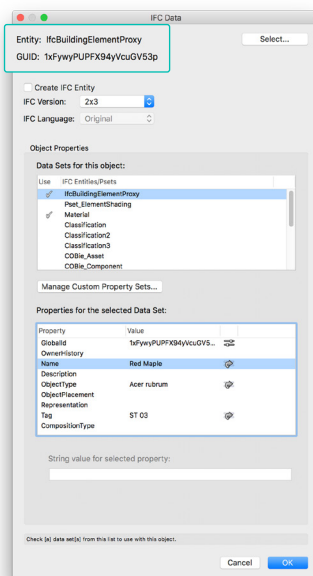 IFC Data
Entity: IfcBuildingElementProxy
Select...
GUID: 1xFywyPUPFX94yVcuGV53p
Create IFC Entity
IFC Version: 2x3
IFC Language: Original
Object Properties
Data Sets for this object:
Use IFC Entities/Psets
IfcBuildingElementProxy
Pset_ElementShading
Material
Classification
Classification2
Classification3
COBie_Asset
COBie_Component
Manage Custom Property Sets...
Properties for the selected Data Set:
Property Value
GlobalId 1xFywyPUPFX94yVcuGV5...
OwnerHistory
Name Red Maple
Description
ObjectType Acer rubrum
ObjectPlacement
Representation
Tag ST 03
CompositionType
String value for selected property:
Check [a] data set[s] from this list to use with this object.
Cancel OK